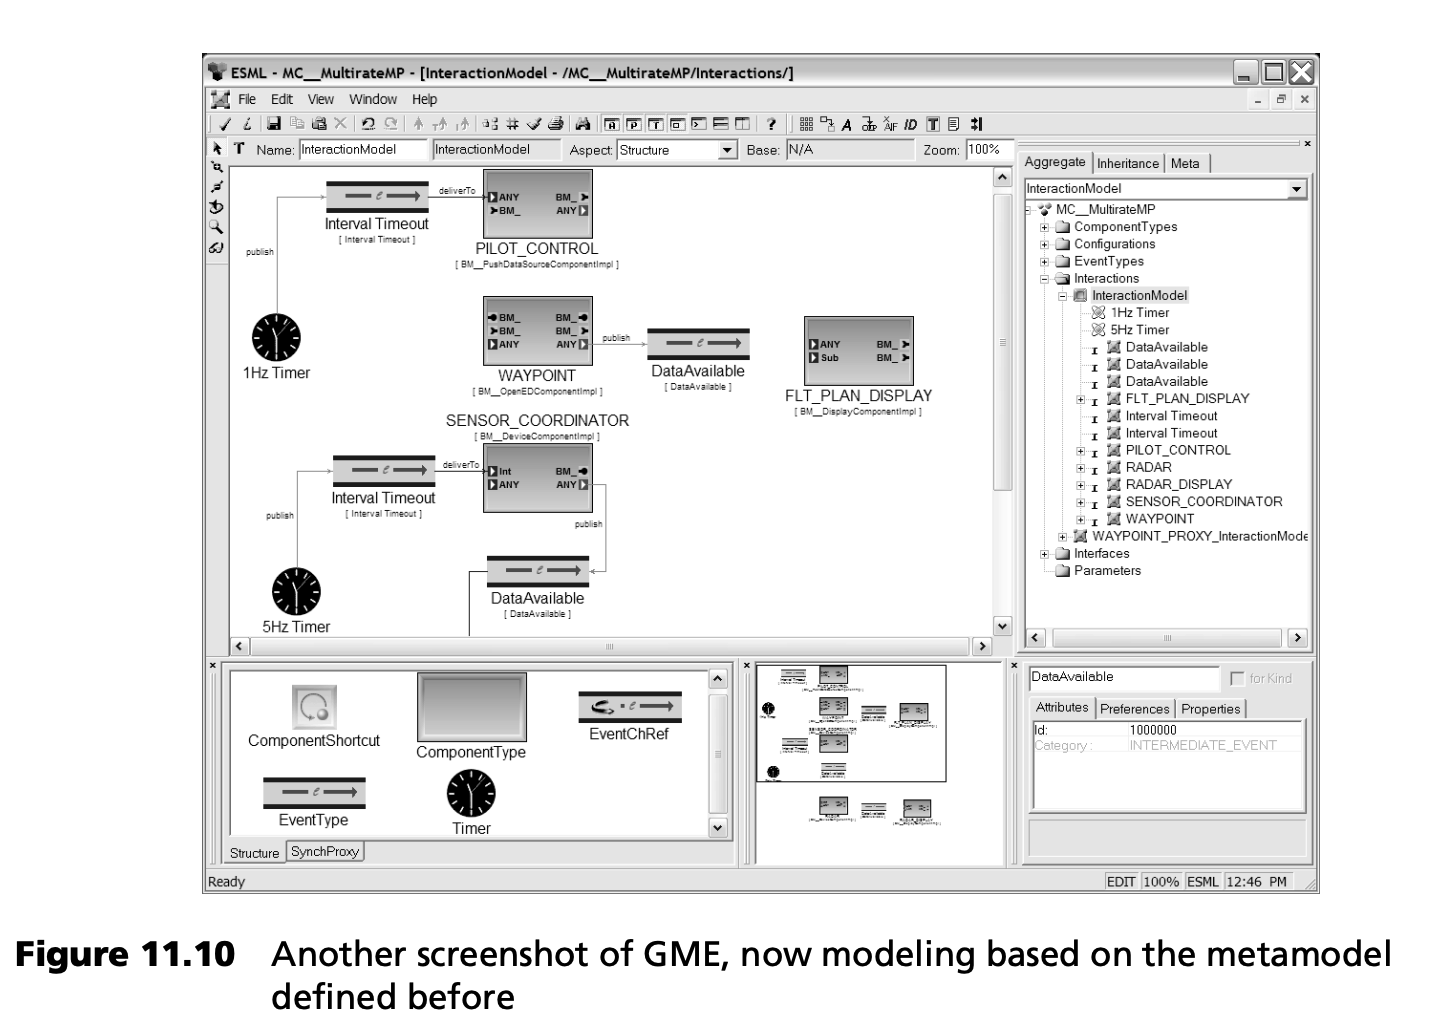 ESML - MC__MultirateMP - [InteractionModel - /MC__MultirateMP/Interactions/]
File Edit View Window Help
Name: InteractionModel InteractionModel Aspect: Structure Base: N/A Zoom: 100%
Interval Timeout
[ Interval Timeout ]
deliverTo
ANY BM_
BM_ ANY
PILOT_CONTROL
[ BM__PushDataSourceComponentImpl ]
publish
1Hz Timer
BM_ BM_
BM_ BM_
ANY ANY
WAYPOINT
[ BM__OpenEDComponentImpl ]
publish
DataAvailable
[ DataAvailable ]
ANY BM_
Sub BM_
FLT_PLAN_DISPLAY
[ BM__DisplayComponentImpl ]
SENSOR_COORDINATOR
[ BM__DeviceComponentImpl ]
Int BM_
ANY ANY
deliverTo
Interval Timeout
[ Interval Timeout ]
publish
publish
5Hz Timer
DataAvailable
[ DataAvailable ]
Aggregate Inheritance Meta
InteractionModel
MC__MultirateMP
ComponentTypes
Configurations
EventTypes
Interactions
InteractionModel
1Hz Timer
5Hz Timer
DataAvailable
DataAvailable
DataAvailable
FLT_PLAN_DISPLAY
Interval Timeout
Interval Timeout
PILOT_CONTROL
RADAR
RADAR_DISPLAY
SENSOR_COORDINATOR
WAYPOINT
WAYPOINT_PROXY_InteractionMode
Interfaces
Parameters
ComponentShortcut
ComponentType
EventChRef
EventType
Timer
Structure SynchProxy
DataAvailable for Kind
Attributes Preferences Properties
Id: 1000000
Category: INTERMEDIATE_EVENT
Ready EDIT 100% ESML 12:46 PM
Figure 11.10 Another screenshot of GME, now modeling based on the metamodel
defined before